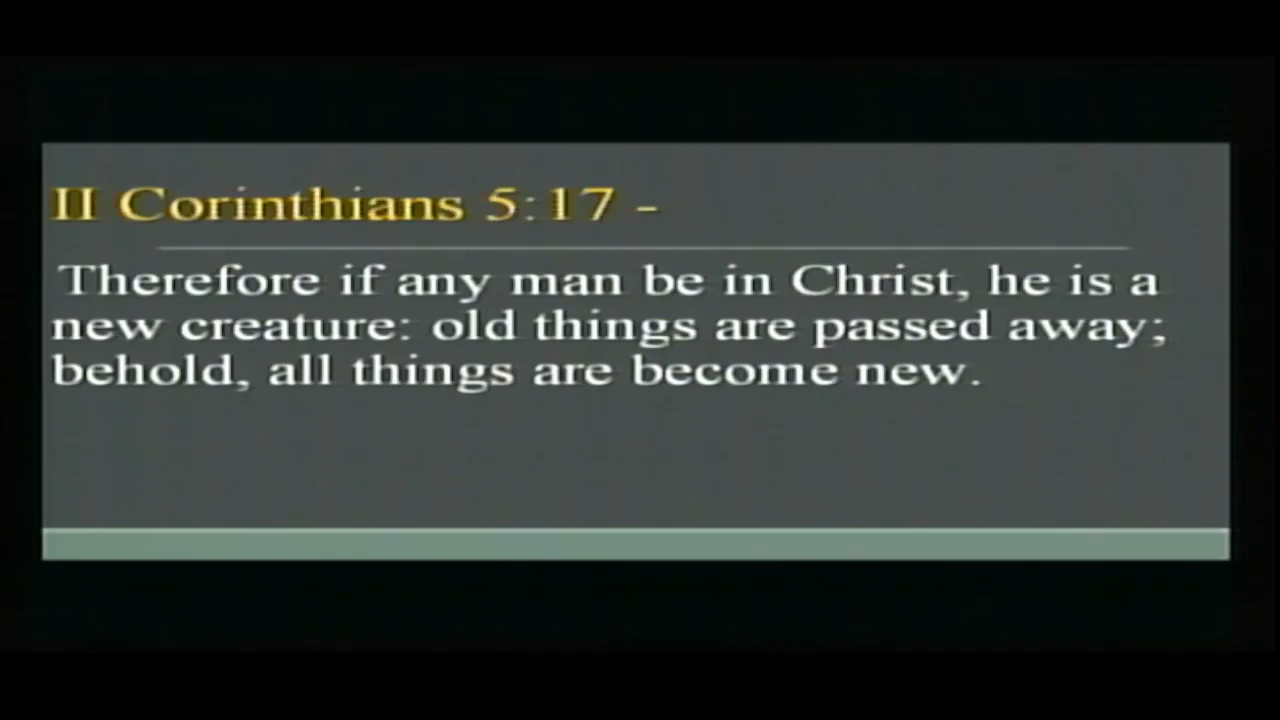 II Corinthians 5:17 -
Therefore if any man be in Christ, he is a
new creature: old things are passed away;
behold, all things are become new.